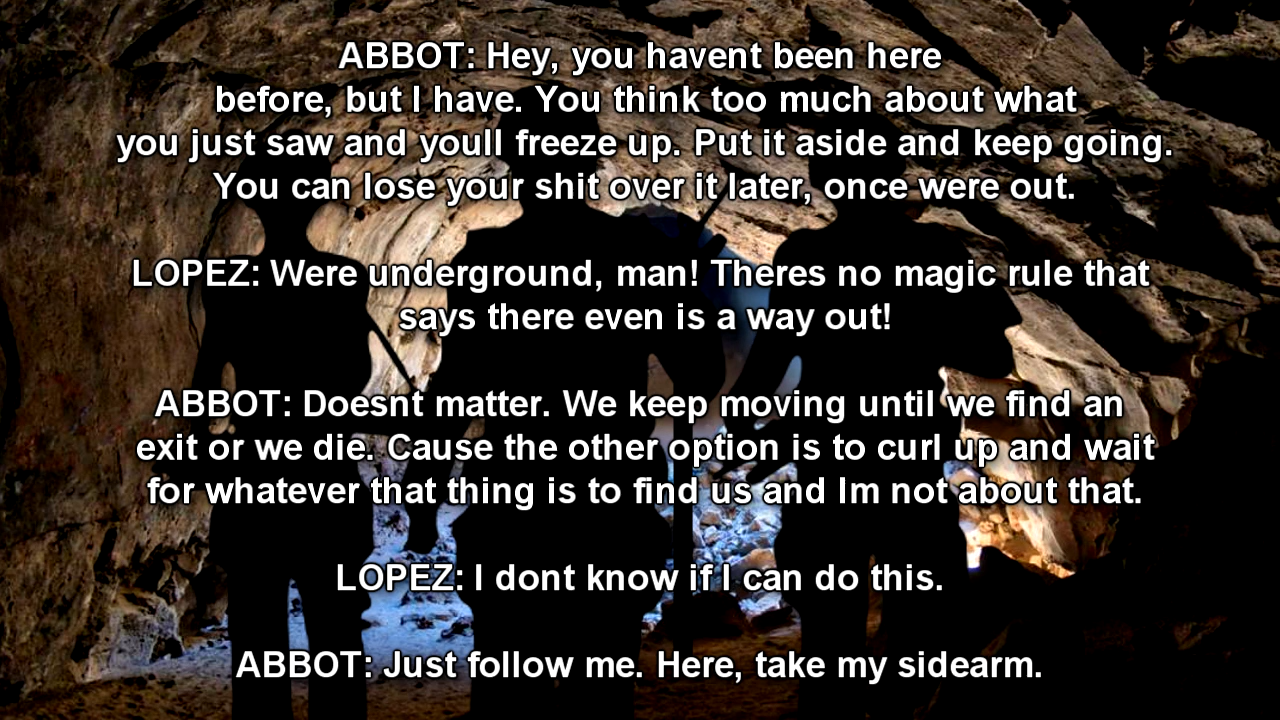 ABBOT: Hey, you havent been here
before, but I have. You think too much about what
you just saw and youll freeze up. Put it aside and keep going.
You can lose your shit over it later, once were out.
LOPEZ: Were underground, man! Theres no magic rule that
says there even is a way out!
ABBOT: Doesnt matter. We keep moving until we find an
exit or we die. Cause the other option is to curl up and wait
for whatever that thing is to find us and Im not about that.
LOPEZ: I dont know if I can do this.
ABBOT: Just follow me. Here, take my sidearm.